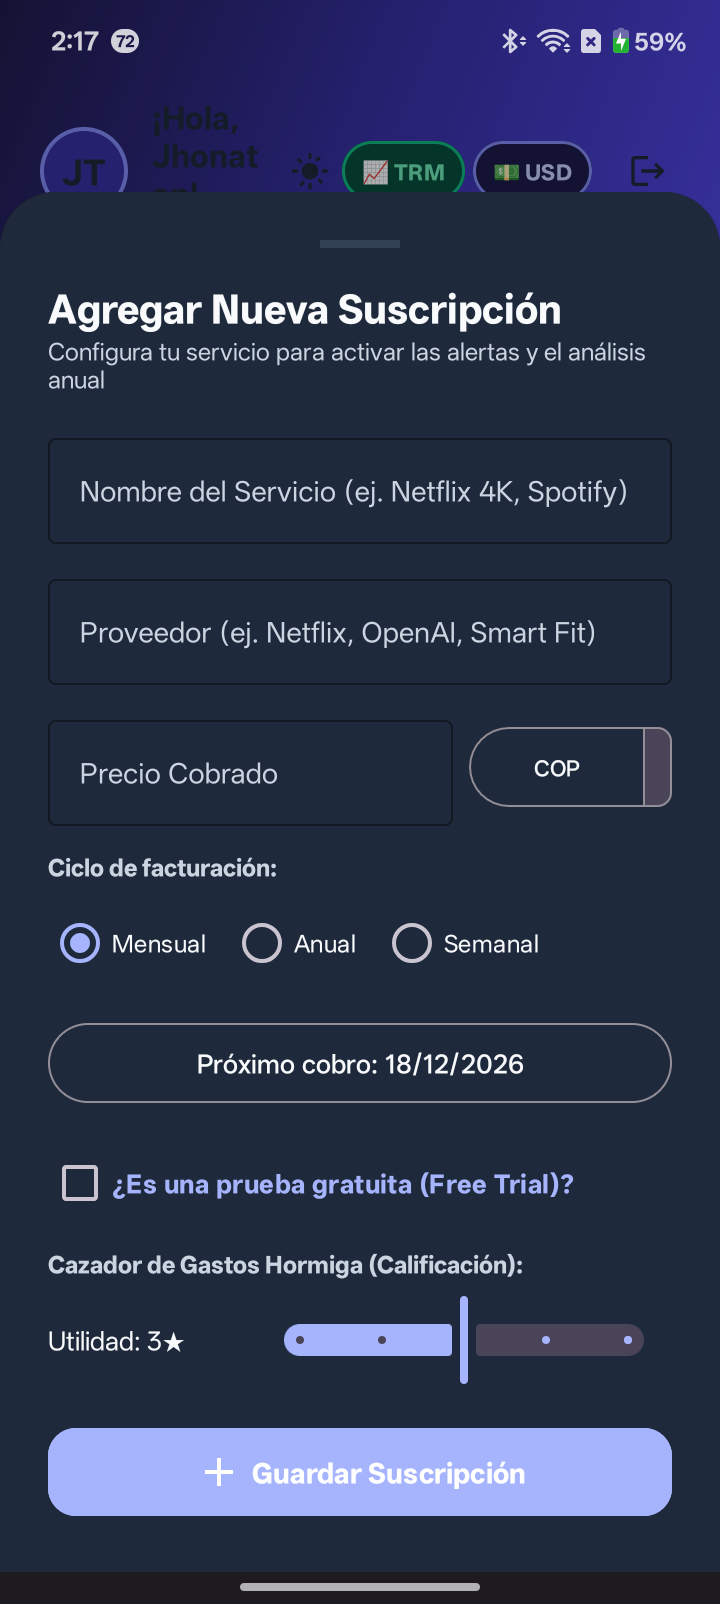 2:17 72 59%
¡Hola,
JT Jhonat 📈 TRM 💵 USD
Agregar Nueva Suscripción
Configura tu servicio para activar las alertas y el análisis
anual
Nombre del Servicio (ej. Netflix 4K, Spotify)
Proveedor (ej. Netflix, OpenAI, Smart Fit)
Precio Cobrado COP
Ciclo de facturación:
Mensual Anual Semanal
Próximo cobro: 18/12/2026
¿Es una prueba gratuita (Free Trial)?
Cazador de Gastos Hormiga (Calificación):
Utilidad: 3★
Guardar Suscripción